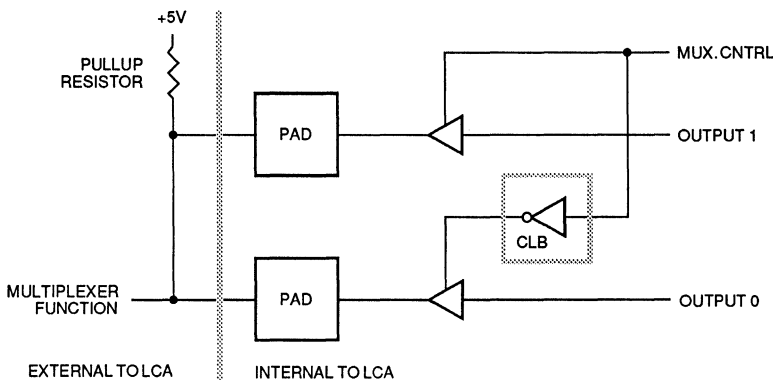 +5V
PULLUP
RESISTOR
MUX.CNTRL
PAD
OUTPUT 1
CLB
MULTIPLEXER
FUNCTION
PAD
OUTPUT 0
EXTERNAL TO LCA
INTERNAL TO LCA